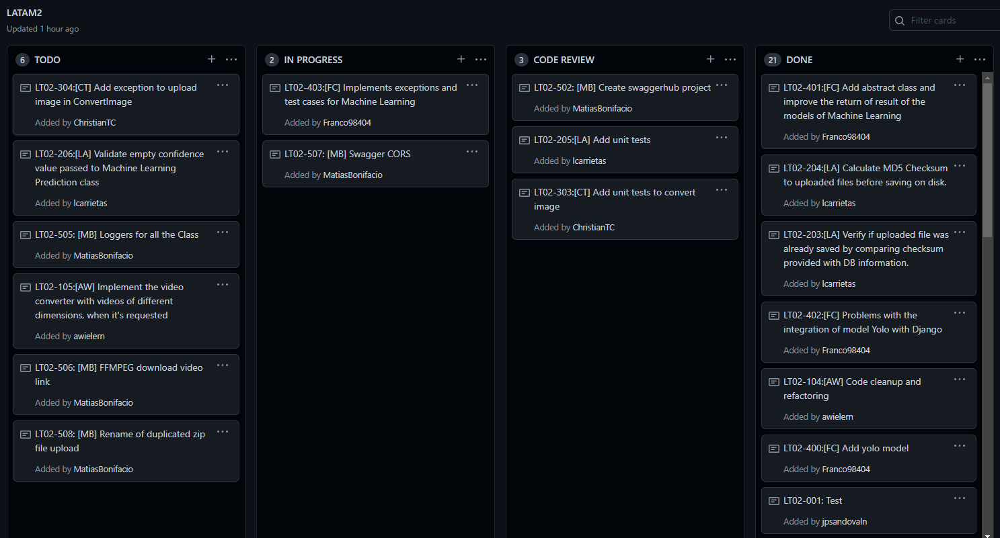 LATAM2
Updated 1 hour ago
Filter cards
6 TODO
LT02-304:[CT] Add exception to upload
image in ConvertImage
Added by ChristianTC
LT02-206:[LA] Validate empty confidence
value passed to Machine Learning
Prediction class
Added by lcarrietas
LT02-505: [MB] Loggers for all the Class
Added by MatiasBonifacio
LT02-105:[AW] Implement the video
converter with videos of different
dimensions, when it's requested
Added by awielern
LT02-506: [MB] FFMPEG download video
link
Added by MatiasBonifacio
LT02-508: [MB] Rename of duplicated zip
file upload
Added by MatiasBonifacio
2 IN PROGRESS
LT02-403:[FC] Implements exceptions and
test cases for Machine Learning
Added by Franco98404
LT02-507: [MB] Swagger CORS
Added by MatiasBonifacio
3 CODE REVIEW
LT02-502: [MB] Create swaggerhub project
Added by MatiasBonifacio
LT02-205:[LA] Add unit tests
Added by lcarrietas
LT02-303:[CT] Add unit tests to convert
image
Added by ChristianTC
21 DONE
LT02-401:[FC] Add abstract class and
improve the return of result of the
models of Machine Learning
Added by Franco98404
LT02-204:[LA] Calculate MD5 Checksum
to uploaded files before saving on disk.
Added by lcarrietas
LT02-203:[LA] Verify if uploaded file was
already saved by comparing checksum
provided with DB information.
Added by lcarrietas
LT02-402:[FC] Problems with the
integration of model Yolo with Django
Added by Franco98404
LT02-104:[AW] Code cleanup and
refactoring
Added by awielern
LT02-400:[FC] Add yolo model
Added by Franco98404
LT02-001: Test
Added by jpsandovaln